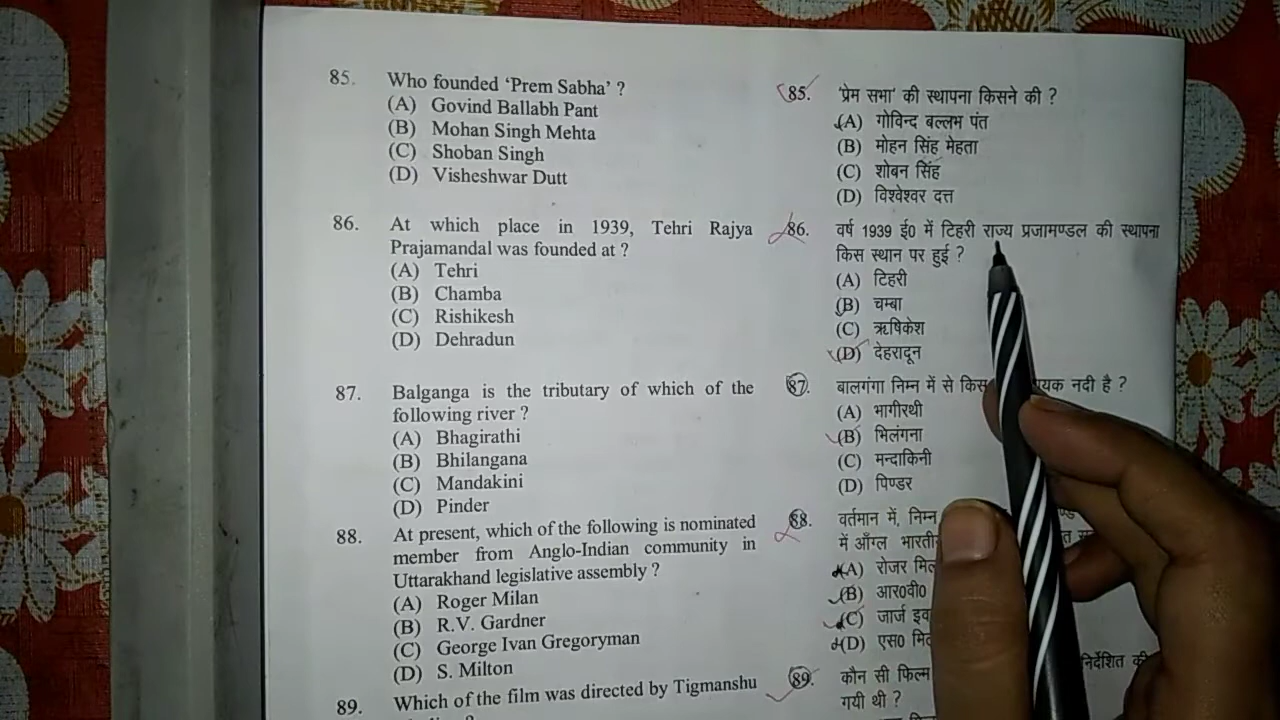 85. Who founded ‘Prem Sabha’ ?
(A) Govind Ballabh Pant
(B) Mohan Singh Mehta
(C) Shoban Singh
(D) Visheshwar Dutt
86. At which place in 1939, Tehri Rajya
Prajamandal was founded at ?
(A) Tehri
(B) Chamba
(C) Rishikesh
(D) Dehradun
87. Balganga is the tributary of which of the
following river ?
(A) Bhagirathi
(B) Bhilangana
(C) Mandakini
(D) Pinder
88. At present, which of the following is nominated
member from Anglo-Indian community in
Uttarakhand legislative assembly ?
(A) Roger Milan
(B) R.V. Gardner
(C) George Ivan Gregoryman
(D) S. Milton
89. Which of the film was directed by Tigmanshu
85. 'प्रेम सभा' की स्थापना किसने की ?
(A) गोविन्द बल्लभ पंत
(B) मोहन सिंह मेहता
(C) शोबन सिंह
(D) विश्वेश्वर दत्त
86. वर्ष 1939 ई0 में टिहरी राज्य प्रजामण्डल की स्थापना
किस स्थान पर हुई ?
(A) टिहरी
(B) चम्बा
(C) ऋषिकेश
(D) देहरादून
87. बालगंगा निम्न में से किस नदी है ?
(A) भागीरथी
(B) भिलंगना
(C) मन्दाकिनी
(D) पिण्डर
88. वर्तमान में, निम्न
में आँग्ल
(A) रोजर
(B) आर0वी0
(C) जार्ज
(D) एस0
89. कौन सी फिल्म निर्देशित
गयी थी ?